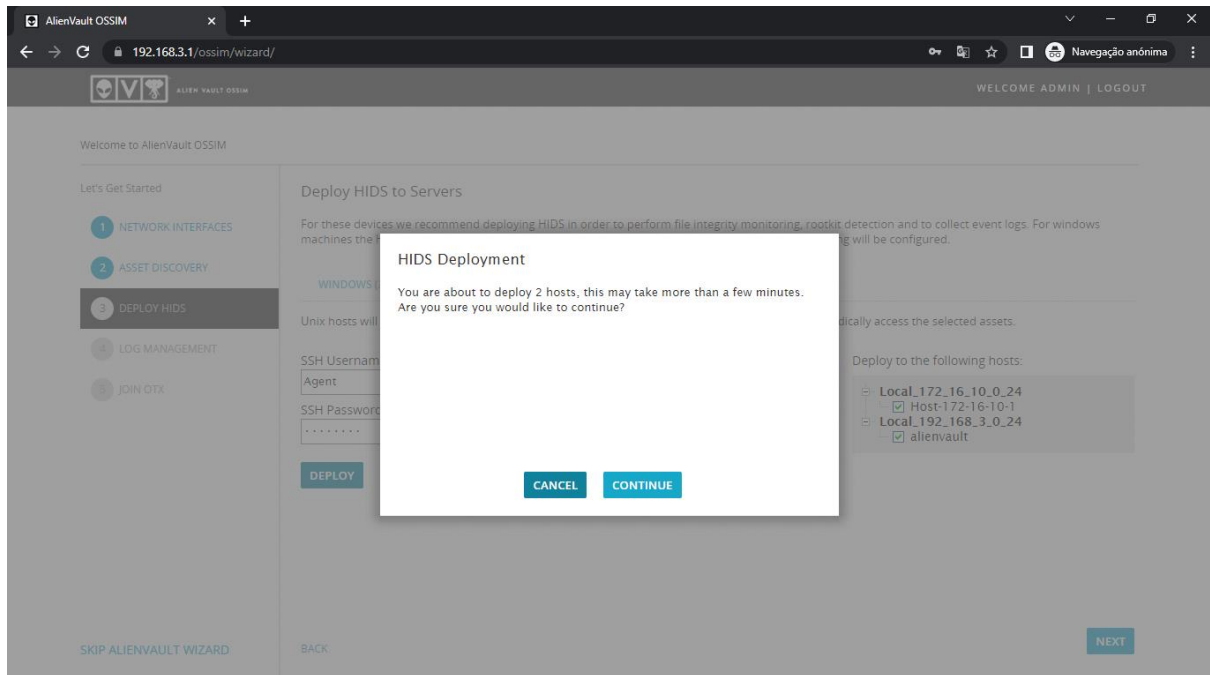 AlienVault OSSIM
192.168.3.1/ossim/wizard/
Navegação anónima
ALIEN VAULT OSSIM
WELCOME ADMIN | LOGOUT
Welcome to AlienVault OSSIM
Let's Get Started
1 NETWORK INTERFACES
2 ASSET DISCOVERY
3 DEPLOY HIDS
4 LOG MANAGEMENT
5 JOIN OTX
SKIP ALIENVAULT WIZARD
Deploy HIDS to Servers
For these devices we recommend deploying HIDS in order to perform file integrity monitoring, rootkit detection and to collect event logs. For windows
machines the g will be configured.
WINDOWS
Unix hosts will dically access the selected assets.
SSH Usernam
Agent
SSH Password
DEPLOY
Deploy to the following hosts:
Local_172_16_10_0_24
Host-172-16-10-1
Local_192_168_3_0_24
alienvault
HIDS Deployment
You are about to deploy 2 hosts, this may take more than a few minutes.
Are you sure you would like to continue?
CANCEL
CONTINUE
BACK
NEXT